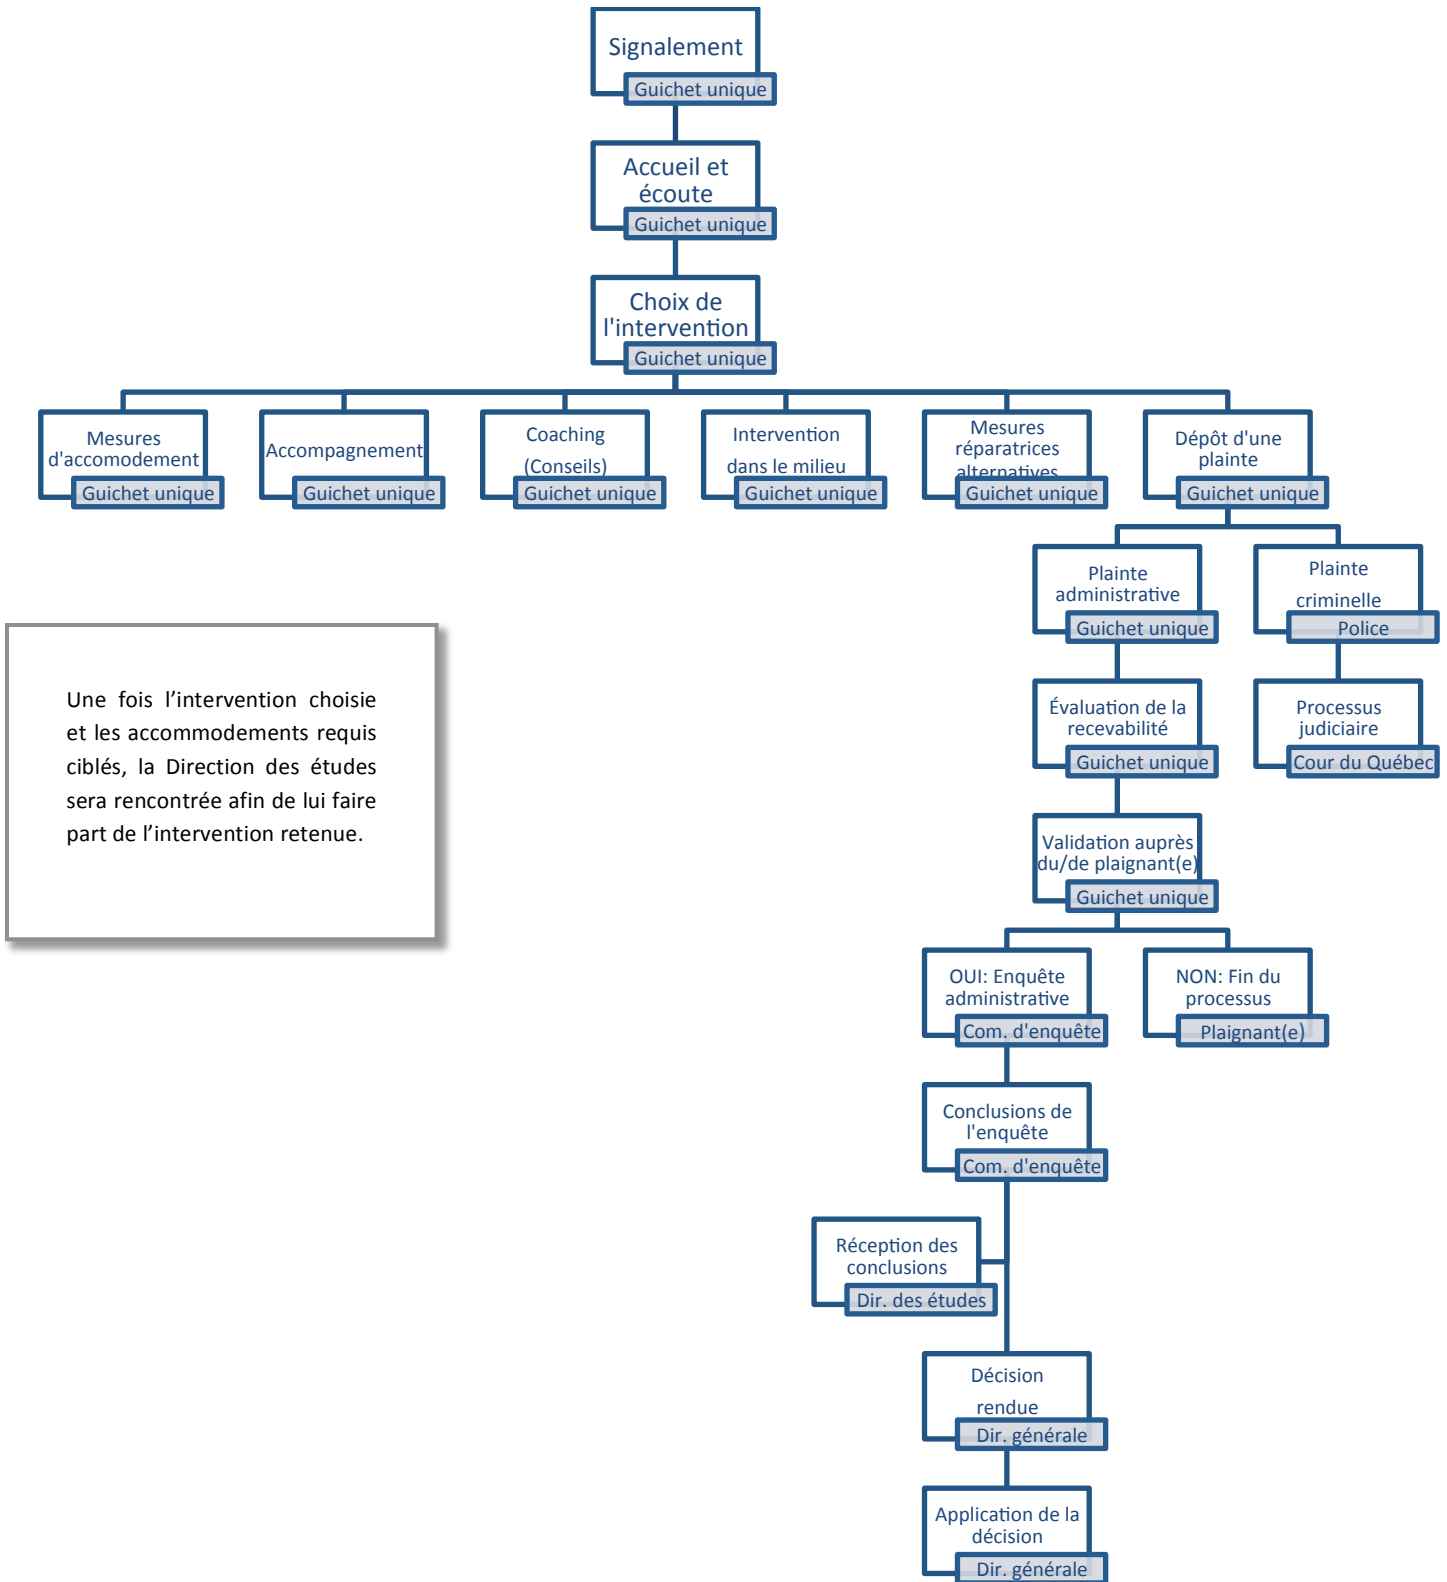 Signalement
Guichet unique
Accueil et
écoute
Guichet unique
Choix de
l'intervention
Guichet unique
Mesures
d'accomodement
Guichet unique
Accompagnement
Guichet unique
Coaching
(Conseils)
Guichet unique
Intervention
dans le milieu
Guichet unique
Mesures
réparatrices
alternatives
Guichet unique
Dépôt d'une
plainte
Guichet unique
Plainte
administrative
Guichet unique
Plainte
criminelle
Police
Une fois l’intervention choisie
et les accommodements requis
ciblés, la Direction des études
sera rencontrée afin de lui faire
part de l’intervention retenue.
Évaluation de la
recevabilité
Guichet unique
Processus
judiciaire
Cour du Québec
Validation auprès
du/de plaignant(e)
Guichet unique
OUI: Enquête
administrative
Com. d'enquête
NON: Fin du
processus
Plaignant(e)
Conclusions de
l'enquête
Com. d'enquête
Réception des
conclusions
Dir. des études
Décision
rendue
Dir. générale
Application de la
décision
Dir. générale